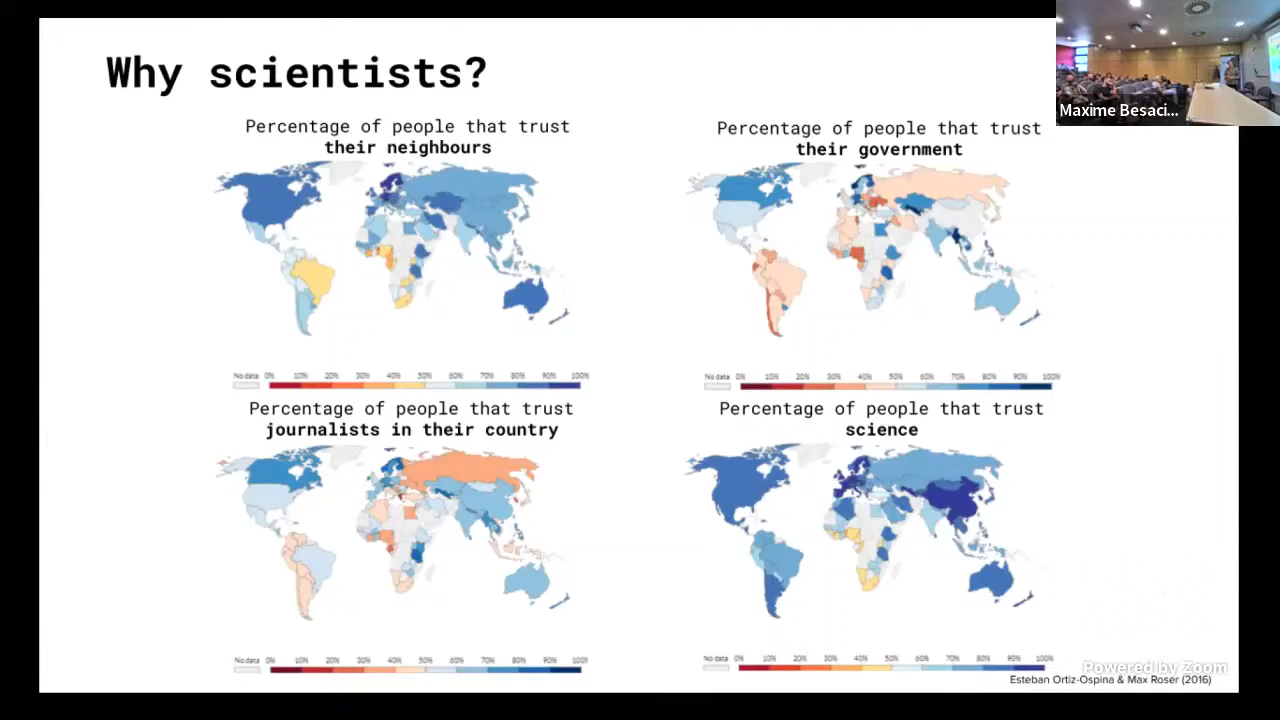 Why scientists?
Maxime Besaci...
Percentage of people that trust
their neighbours
Percentage of people that trust
their government
No data 0% 10% 20% 30% 40% 50% 60% 70% 80% 90% 100%
No data 0% 10% 20% 30% 40% 50% 60% 70% 80% 90% 100%
Percentage of people that trust
journalists in their country
Percentage of people that trust
science
No data 0% 10% 20% 30% 40% 50% 60% 70% 80% 90% 100%
No data 0% 10% 20% 30% 40% 50% 60% 70% 80% 90% 100%
Powered by Zoom
Esteban Ortiz-Ospina & Max Roser (2016)